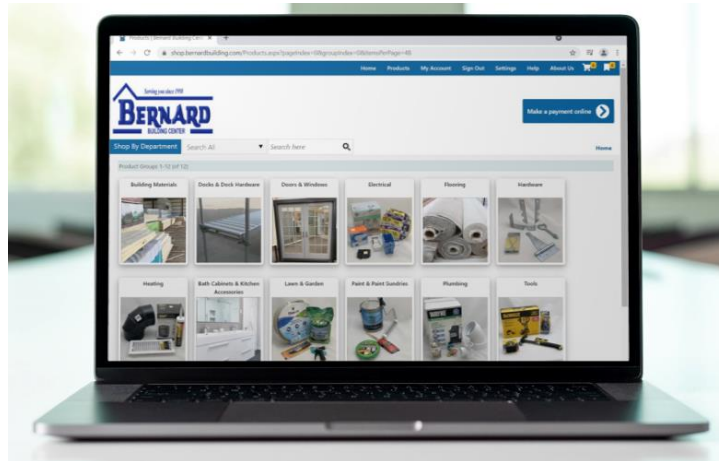 Products | Bernard Building Cent
shop.bernardbuilding.com/Products.aspx?pageIndex=0&groupIndex=0&itemsPerPage=48
Home Products My Account Sign Out Settings Help About Us
Serving you since 1950
BERNARD
BUILDING CENTER
Make a payment online
Shop By Department Search All Search here
Home
Product Groups 1-12 (of 12)
Building Materials Docks & Dock Hardware Doors & Windows Electrical Flooring Hardware
Heating Bath Cabinets & Kitchen Accessories Lawn & Garden Paint & Paint Sundries Plumbing Tools